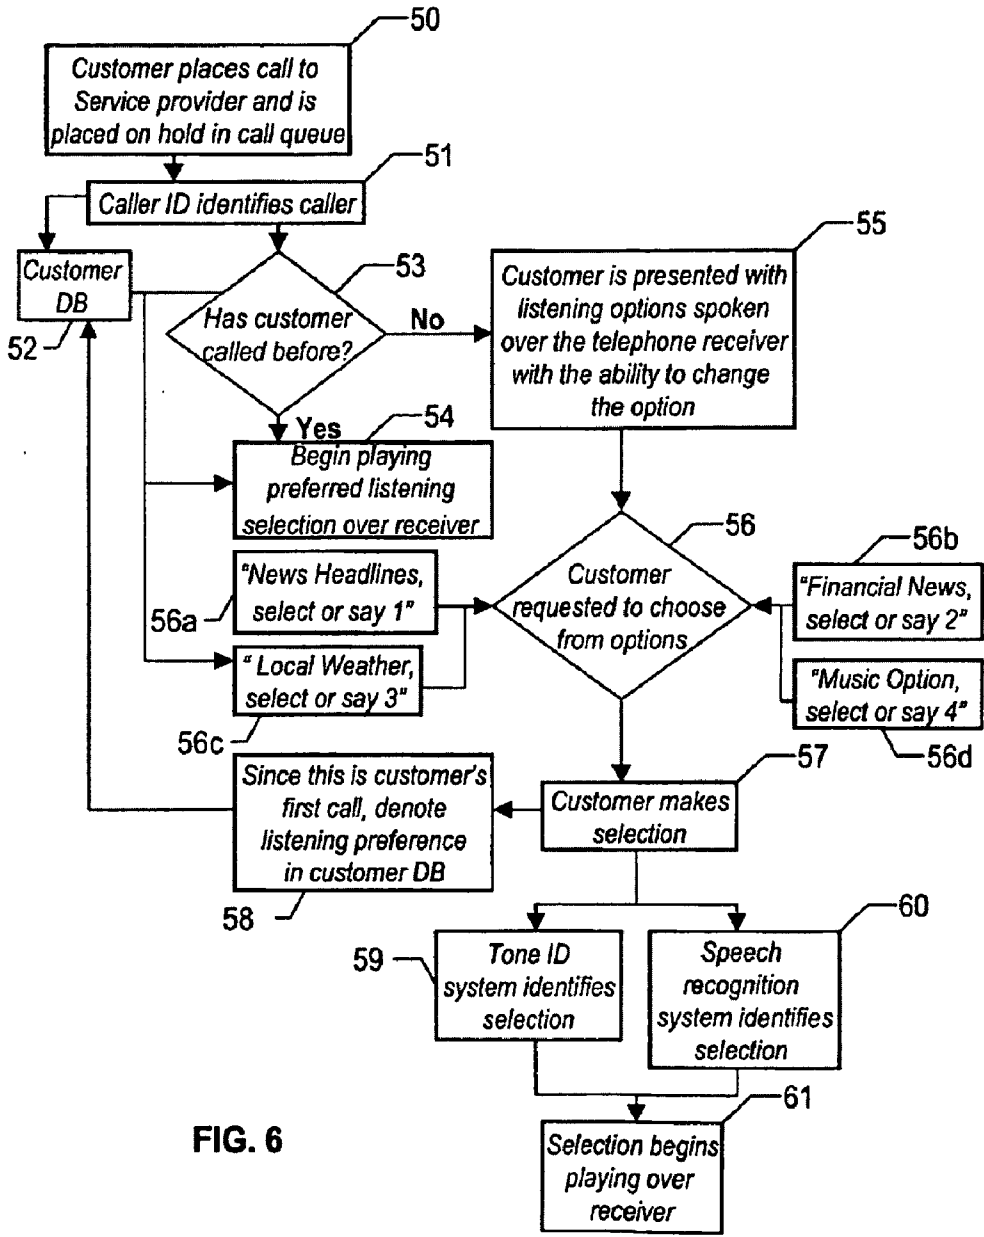 50
Customer places call to
Service provider and is
placed on hold in call queue
51
Caller ID identifies caller
Customer
DB
52
53
Has customer
called before?
No
55
Customer is presented with
listening options spoken
over the telephone receiver
with the ability to change
the option
Yes
54
Begin playing
preferred listening
selection over receiver
56
Customer
requested to choose
from options
"News Headlines,
select or say 1"
56a
56b
"Financial News,
select or say 2"
" Local Weather,
select or say 3"
56c
"Music Option,
select or say 4"
56d
57
Customer makes
selection
Since this is customer's
first call, denote
listening preference
in customer DB
58
59
Tone ID
system identifies
selection
60
Speech
recognition
system identifies
selection
61
Selection begins
playing over
receiver
FIG. 6